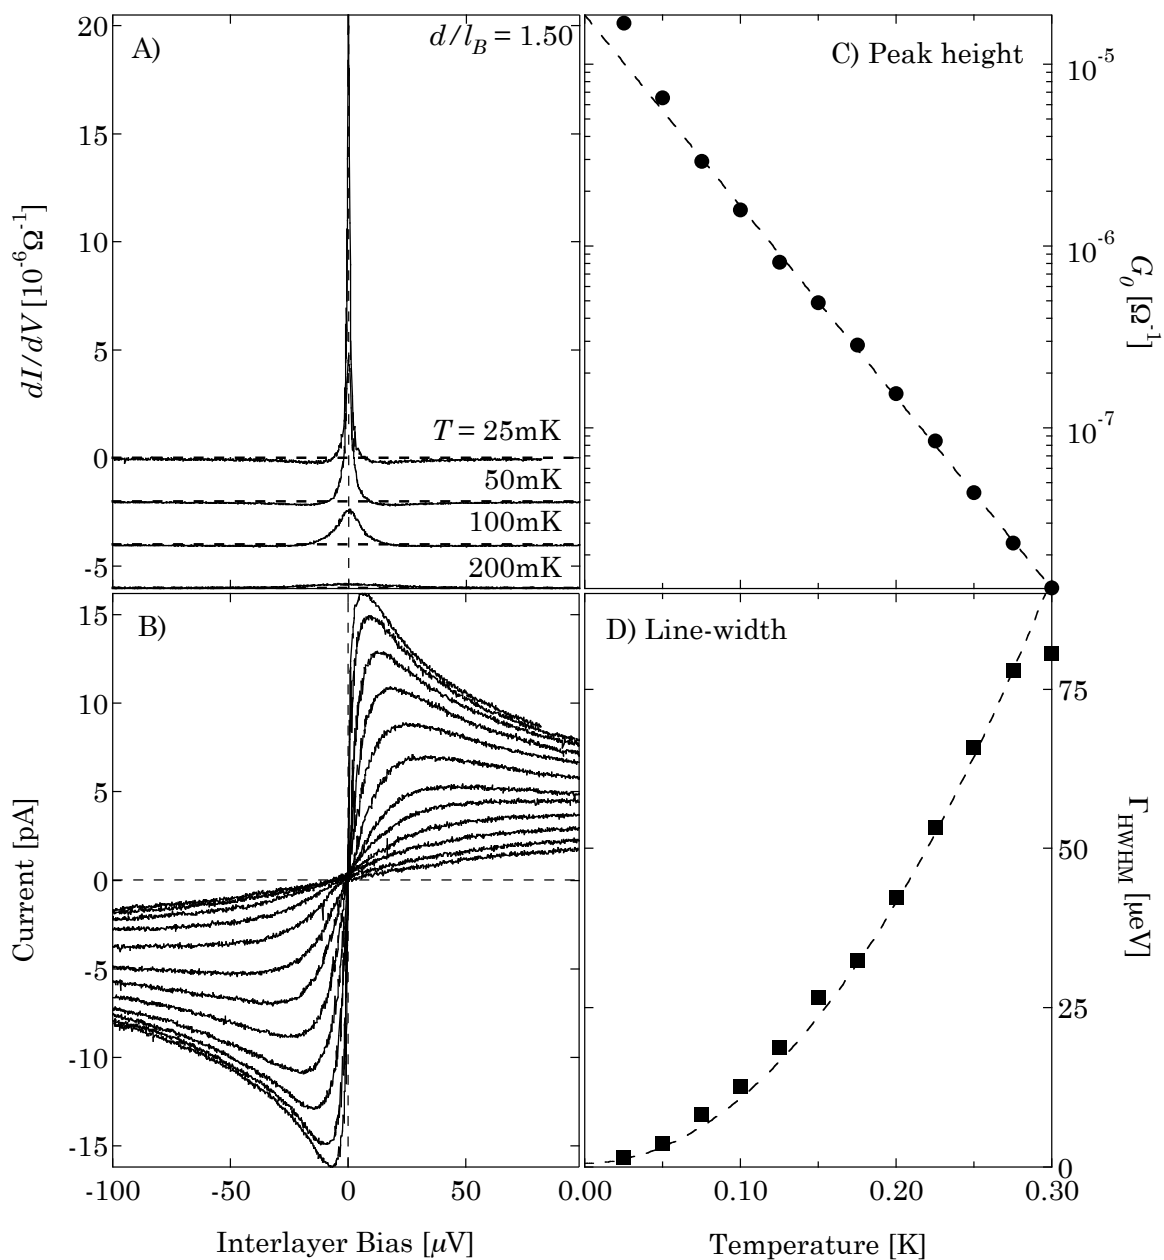 A)
d/l_B = 1.50
20
15
10
5
0
-5
dI/dV [10^-6 Ω^-1]
T = 25mK
50mK
100mK
200mK
C) Peak height
10^-5
10^-6
10^-7
G_0 [Ω^-1]
B)
15
10
5
0
-5
-10
-15
Current [pA]
-100
-50
0
50
Interlayer Bias [μV]
D) Line-width
75
50
25
0
Γ_HWHM [μeV]
0.00
0.10
0.20
0.30
Temperature [K]